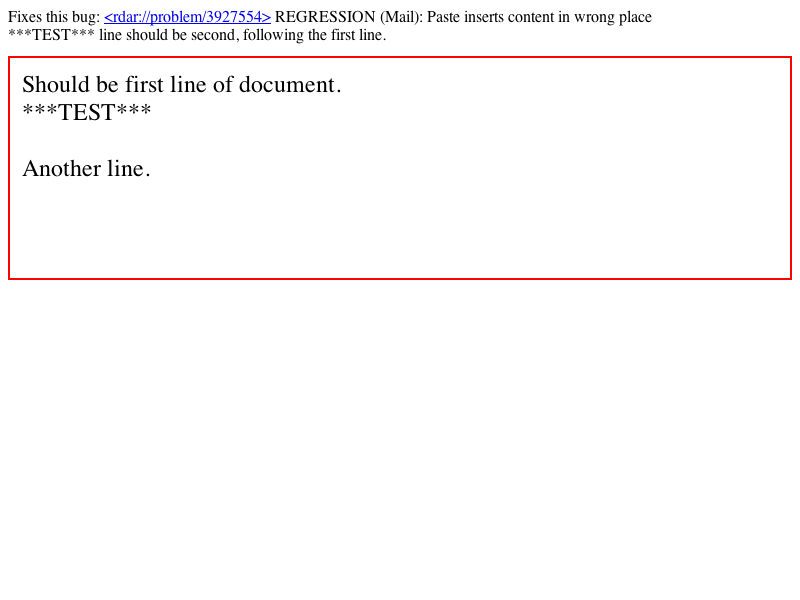 Fixes this bug: <rdar://problem/3927554> REGRESSION (Mail): Paste inserts content in wrong place
***TEST*** line should be second, following the first line.
Should be first line of document.
***TEST***
Another line.